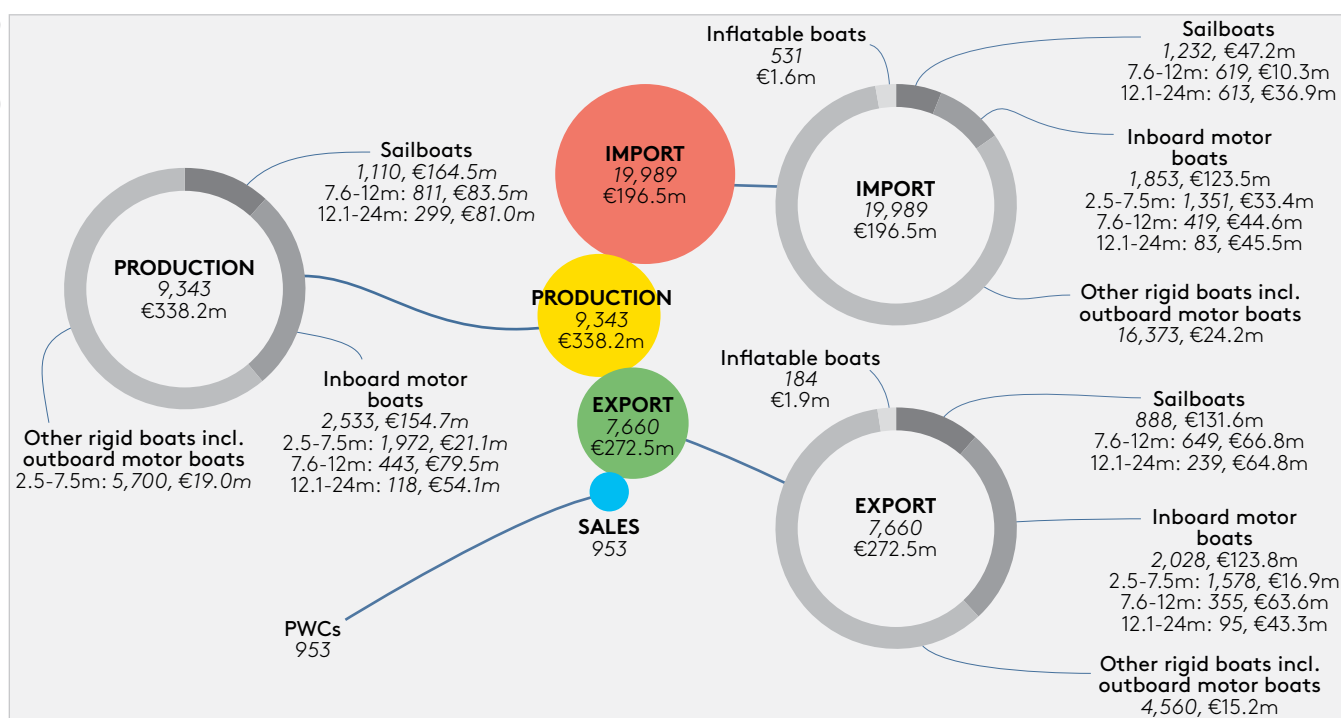 PRODUCTION
9,343
€338.2m
Sailboats
1,110, €164.5m
7.6-12m: 811, €83.5m
12.1-24m: 299, €81.0m
Inboard motor
boats
2,533, €154.7m
2.5-7.5m: 1,972, €21.1m
7.6-12m: 443, €79.5m
12.1-24m: 118, €54.1m
Other rigid boats incl.
outboard motor boats
2.5-7.5m: 5,700, €19.0m
IMPORT
19,989
€196.5m
PRODUCTION
9,343
€338.2m
EXPORT
7,660
€272.5m
SALES
953
PWCs
953
Inflatable boats
531
€1.6m
IMPORT
19,989
€196.5m
Sailboats
1,232, €47.2m
7.6-12m: 619, €10.3m
12.1-24m: 613, €36.9m
Inboard motor
boats
1,853, €123.5m
2.5-7.5m: 1,351, €33.4m
7.6-12m: 419, €44.6m
12.1-24m: 83, €45.5m
Other rigid boats incl.
outboard motor boats
16,373, €24.2m
Inflatable boats
184
€1.9m
EXPORT
7,660
€272.5m
Sailboats
888, €131.6m
7.6-12m: 649, €66.8m
12.1-24m: 239, €64.8m
Inboard motor
boats
2,028, €123.8m
2.5-7.5m: 1,578, €16.9m
7.6-12m: 355, €63.6m
12.1-24m: 95, €43.3m
Other rigid boats incl.
outboard motor boats
4,560, €15.2m